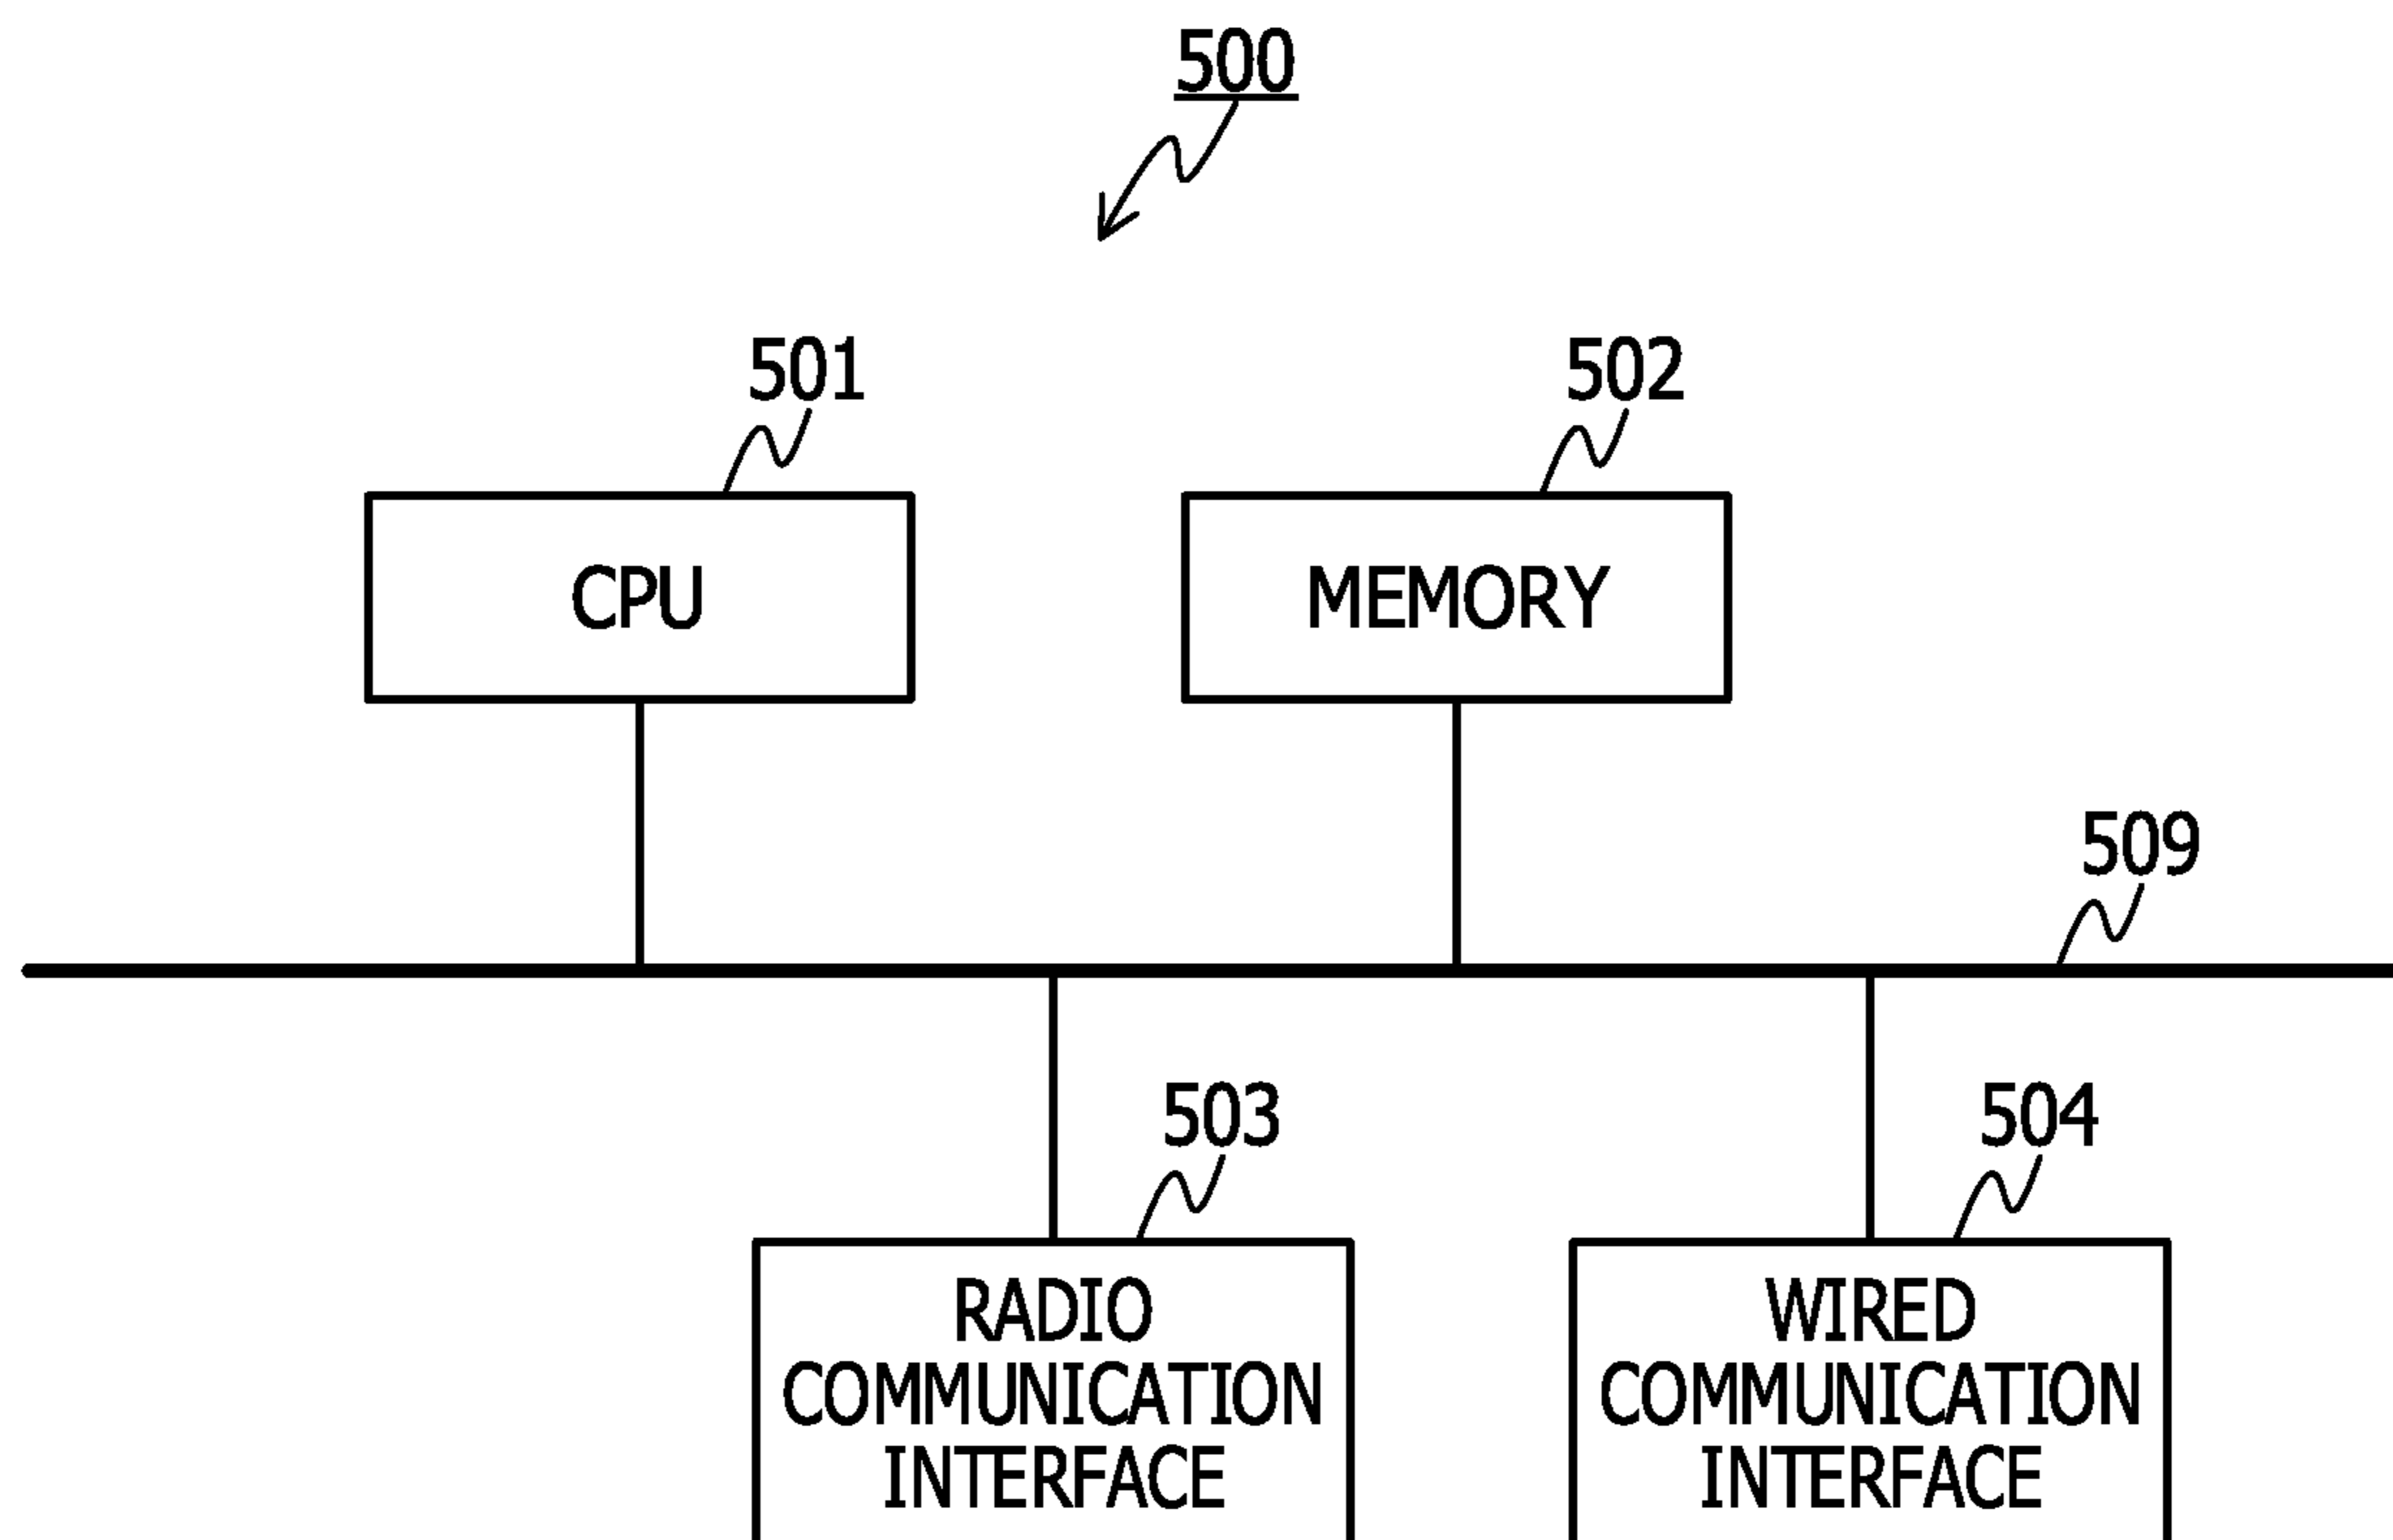 500
501
502
CPU
MEMORY
509
503
504
RADIO
COMMUNICATION
INTERFACE
WIRED
COMMUNICATION
INTERFACE